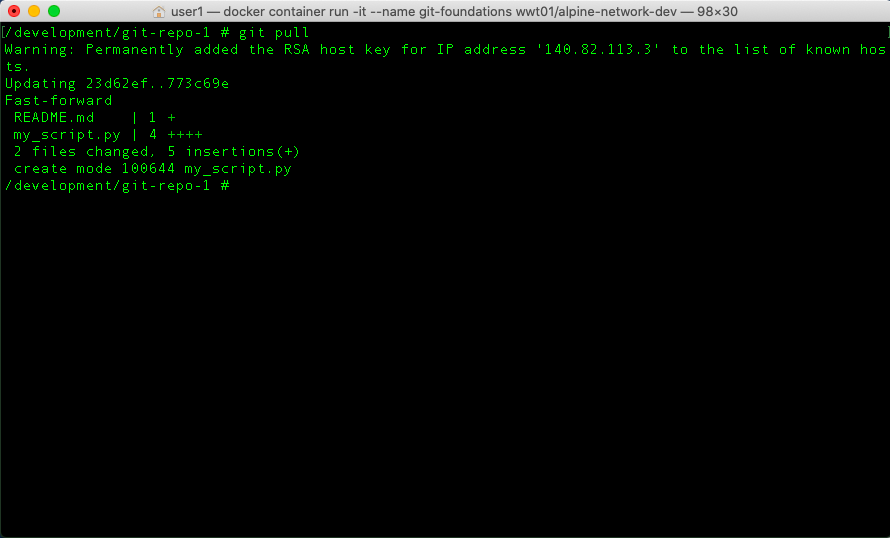 user1 — docker container run -it --name git-foundations wwt01/alpine-network-dev — 98×30
[/development/git-repo-1 # git pull ]
Warning: Permanently added the RSA host key for IP address '140.82.113.3' to the list of known hos
ts.
Updating 23d62ef..773c69e
Fast-forward
 README.md    | 1 +
 my_script.py | 4 ++++
 2 files changed, 5 insertions(+)
 create mode 100644 my_script.py
/development/git-repo-1 #